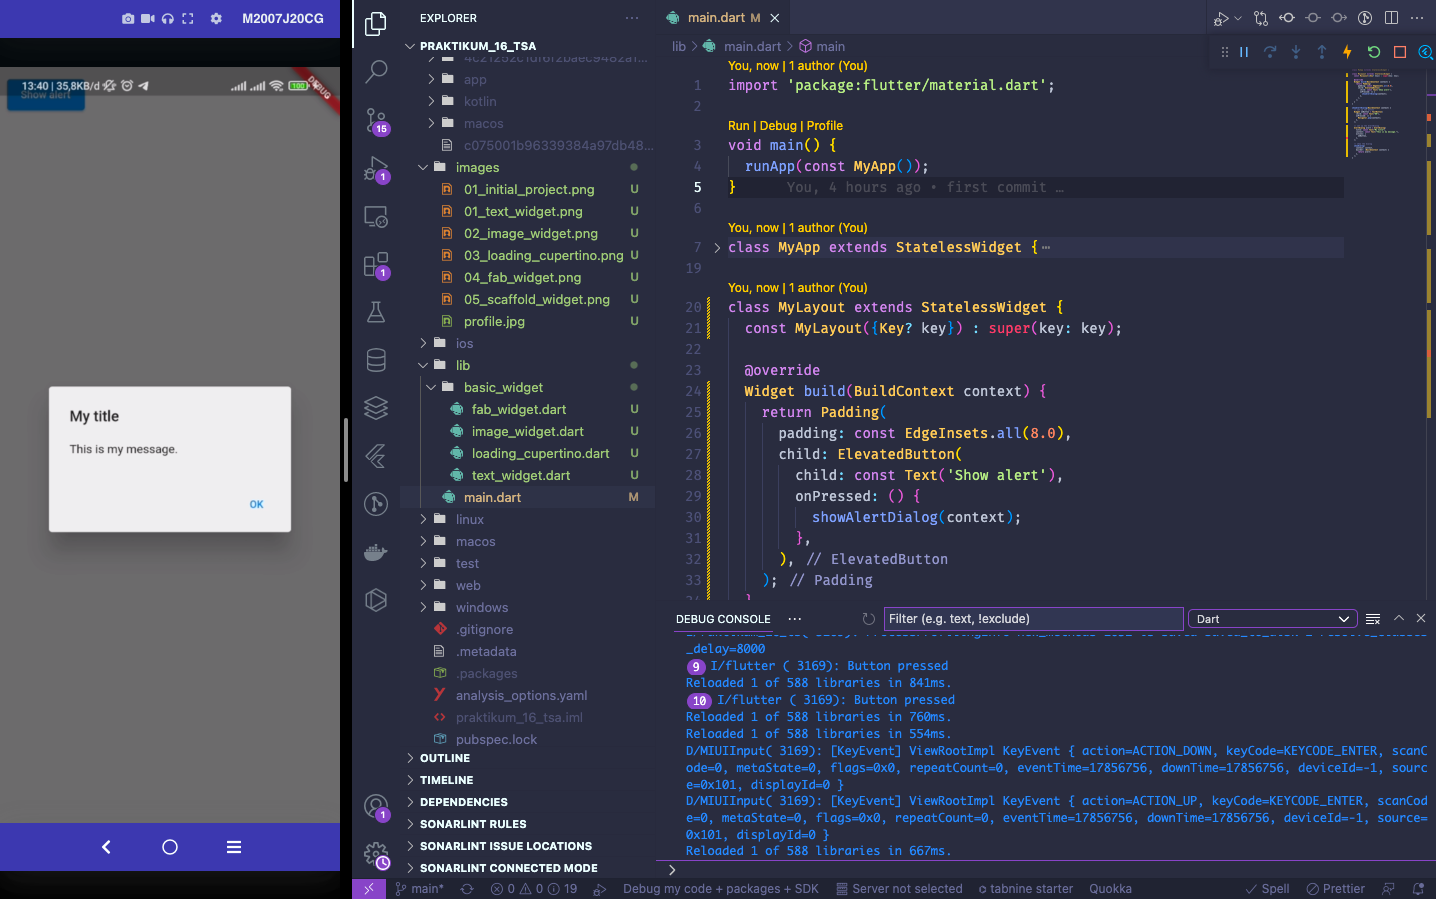 M2007J20CG
13:40 | 35,8KB/d
100
DEBUG
Show alert
My title
This is my message.
OK
15
1
1
1
EXPLORER
PRAKTIKUM_16_TSA
app
kotlin
macos
c075001b96339384a97db48...
images
01_initial_project.png U
01_text_widget.png U
02_image_widget.png U
03_loading_cupertino.png U
04_fab_widget.png U
05_scaffold_widget.png U
profile.jpg U
ios
lib
basic_widget
fab_widget.dart U
image_widget.dart U
loading_cupertino.dart U
text_widget.dart U
main.dart M
linux
macos
test
web
windows
.gitignore
.metadata
.packages
analysis_options.yaml
praktikum_16_tsa.iml
pubspec.lock
OUTLINE
TIMELINE
DEPENDENCIES
SONARLINT RULES
SONARLINT ISSUE LOCATIONS
SONARLINT CONNECTED MODE
main.dart M
lib > main.dart > main
You, now | 1 author (You)
1 import 'package:flutter/material.dart';
2
Run | Debug | Profile
3 void main() {
4 runApp(const MyApp());
5 } You, 4 hours ago • first commit …
6
You, now | 1 author (You)
7 class MyApp extends StatelessWidget { ⋯
19
You, now | 1 author (You)
20 class MyLayout extends StatelessWidget {
21 const MyLayout({Key? key}) : super(key: key);
22
23 @override
24 Widget build(BuildContext context) {
25 return Padding(
26 padding: const EdgeInsets.all(8.0),
27 child: ElevatedButton(
28 child: const Text('Show alert'),
29 onPressed: () {
30 showAlertDialog(context);
31 },
32 ), // ElevatedButton
33 ); // Padding
DEBUG CONSOLE ⋯
Filter (e.g. text, !exclude)
Dart
_delay=8000
9 I/flutter ( 3169): Button pressed
Reloaded 1 of 588 libraries in 841ms.
10 I/flutter ( 3169): Button pressed
Reloaded 1 of 588 libraries in 760ms.
Reloaded 1 of 588 libraries in 554ms.
D/MIUIInput( 3169): [KeyEvent] ViewRootImpl KeyEvent { action=ACTION_DOWN, keyCode=KEYCODE_ENTER, scanC
ode=0, metaState=0, flags=0x0, repeatCount=0, eventTime=17856756, downTime=17856756, deviceId=-1, sourc
e=0x101, displayId=0 }
D/MIUIInput( 3169): [KeyEvent] ViewRootImpl KeyEvent { action=ACTION_UP, keyCode=KEYCODE_ENTER, scanCod
e=0, metaState=0, flags=0x0, repeatCount=0, eventTime=17856756, downTime=17856756, deviceId=-1, source=
0x101, displayId=0 }
Reloaded 1 of 588 libraries in 667ms.
main* 0 0 19 Debug my code + packages + SDK Server not selected tabnine starter Quokka Spell Prettier